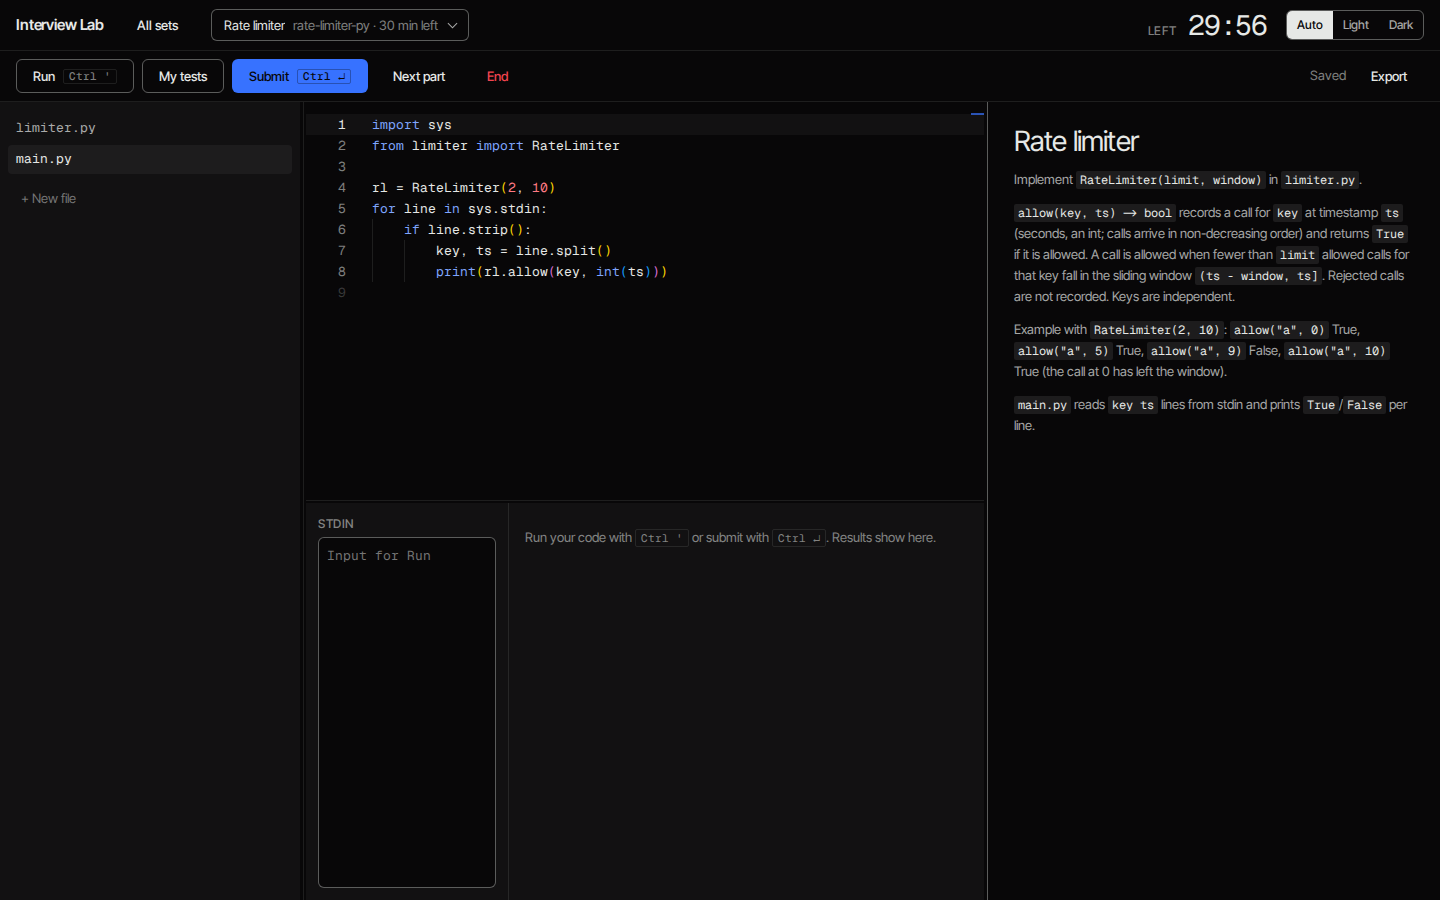 Interview Lab
All sets
Rate limiter rate-limiter-py · 30 min left
LEFT 29:56
Auto Light Dark
Run Ctrl '
My tests
Submit Ctrl ↵
Next part
End
Saved
Export
limiter.py
main.py
+ New file
1 import sys
2 from limiter import RateLimiter
3
4 rl = RateLimiter(2, 10)
5 for line in sys.stdin:
6 if line.strip():
7 key, ts = line.split()
8 print(rl.allow(key, int(ts)))
9
STDIN
Input for Run
Run your code with Ctrl ' or submit with Ctrl ↵. Results show here.
Rate limiter
Implement RateLimiter(limit, window) in limiter.py.
allow(key, ts) -> bool records a call for key at timestamp ts
(seconds, an int; calls arrive in non-decreasing order) and returns True
if it is allowed. A call is allowed when fewer than limit allowed calls for
that key fall in the sliding window (ts - window, ts]. Rejected calls
are not recorded. Keys are independent.
Example with RateLimiter(2, 10): allow("a", 0) True,
allow("a", 5) True, allow("a", 9) False, allow("a", 10)
True (the call at 0 has left the window).
main.py reads key ts lines from stdin and prints True/False per
line.